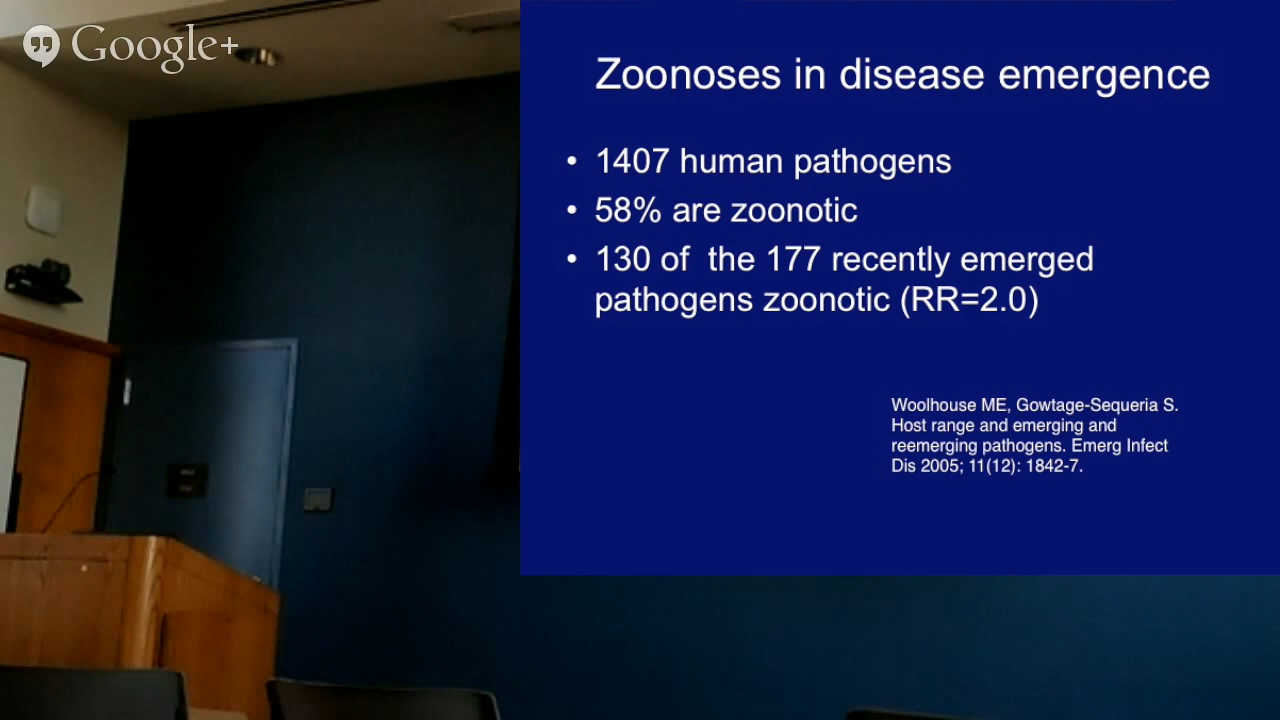 Google+
Zoonoses in disease emergence
• 1407 human pathogens
• 58% are zoonotic
• 130 of  the 177 recently emerged
pathogens zoonotic (RR=2.0)
Woolhouse ME, Gowtage-Sequeria S.
Host range and emerging and
reemerging pathogens. Emerg Infect
Dis 2005; 11(12): 1842-7.